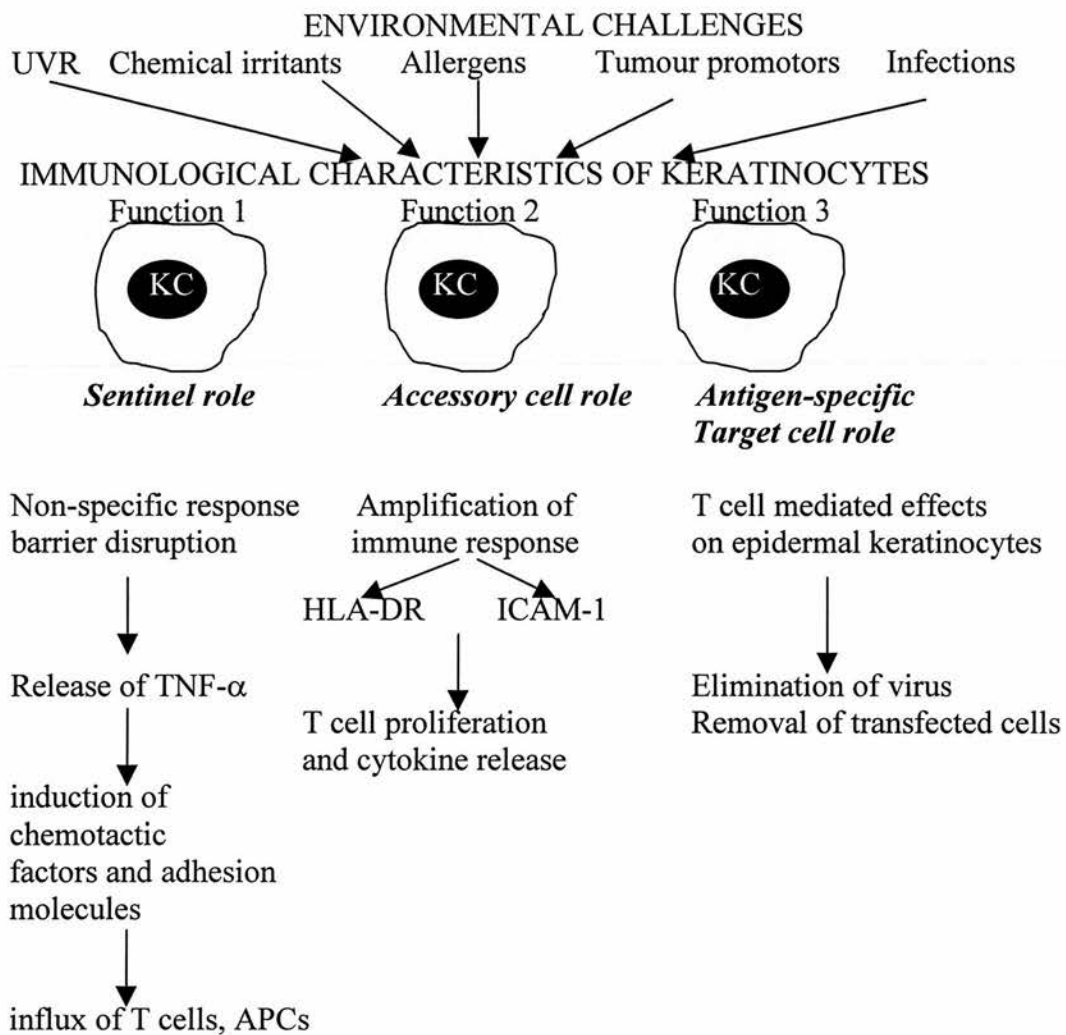 ENVIRONMENTAL CHALLENGES
UVR Chemical irritants Allergens Tumour promotors Infections
IMMUNOLOGICAL CHARACTERISTICS OF KERATINOCYTES
Function 1 Function 2 Function 3
KC KC KC
Sentinel role Accessory cell role Antigen-specific
Target cell role
Non-specific response
barrier disruption
Release of TNF-α
induction of
chemotactic
factors and adhesion
molecules
influx of T cells, APCs
Amplification of
immune response
HLA-DR ICAM-1
T cell proliferation
and cytokine release
T cell mediated effects
on epidermal keratinocytes
Elimination of virus
Removal of transfected cells